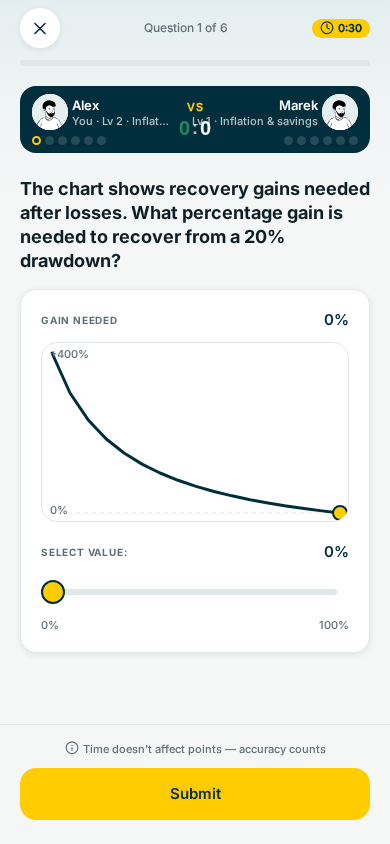 Question 1 of 6
0:30
Alex
VS
Marek
You · Lv 2 · Inflat...
0:0
Lv 1 · Inflation & savings
The chart shows recovery gains needed
after losses. What percentage gain is
needed to recover from a 20%
drawdown?
GAIN NEEDED
0%
+400%
0%
SELECT VALUE:
0%
0%
100%
Time doesn't affect points — accuracy counts
Submit